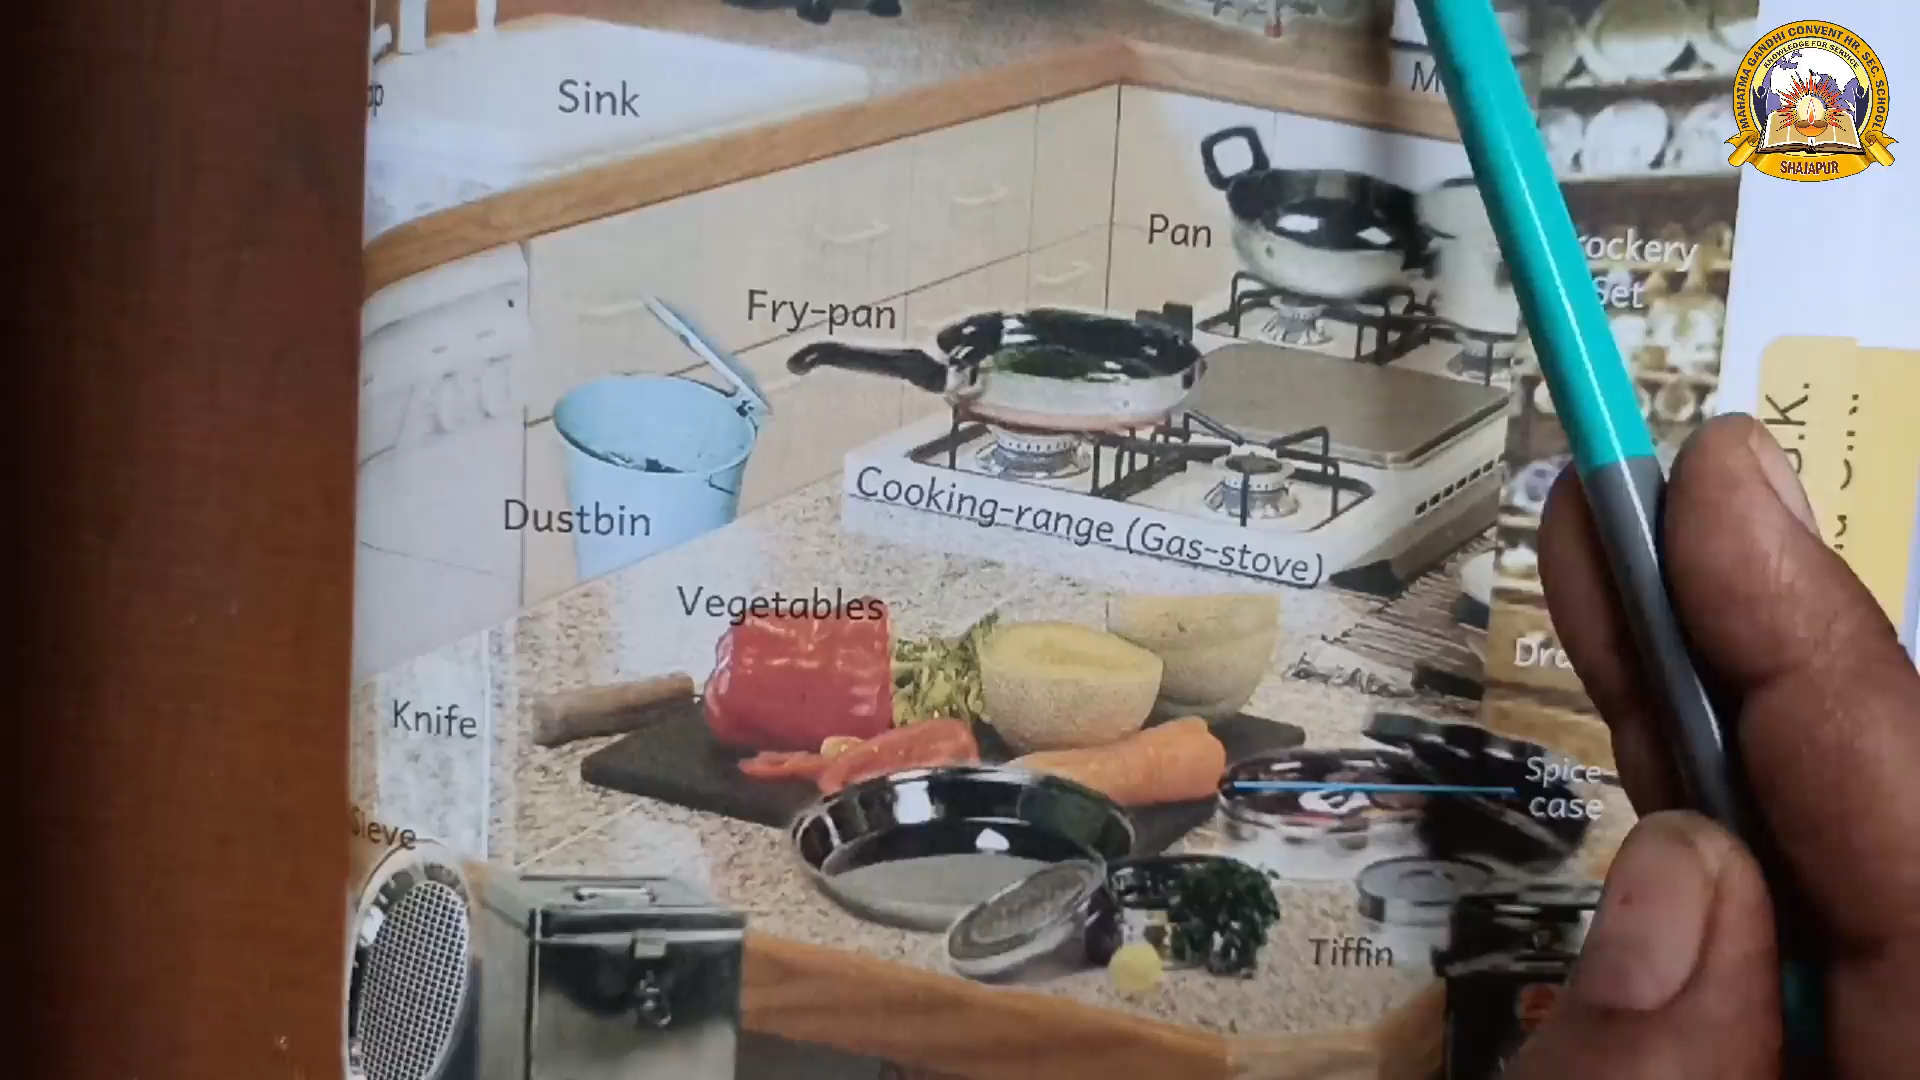 MAHATMA GANDHI CONVENT HR. SEC. SCHOOL
KNOWLEDGE FOR SERVICE
SHAJAPUR
Sink
Pan
Fry-pan
Dustbin
Cooking-range (Gas-stove)
Vegetables
Knife
Spice-
case
Sieve
Tiffin